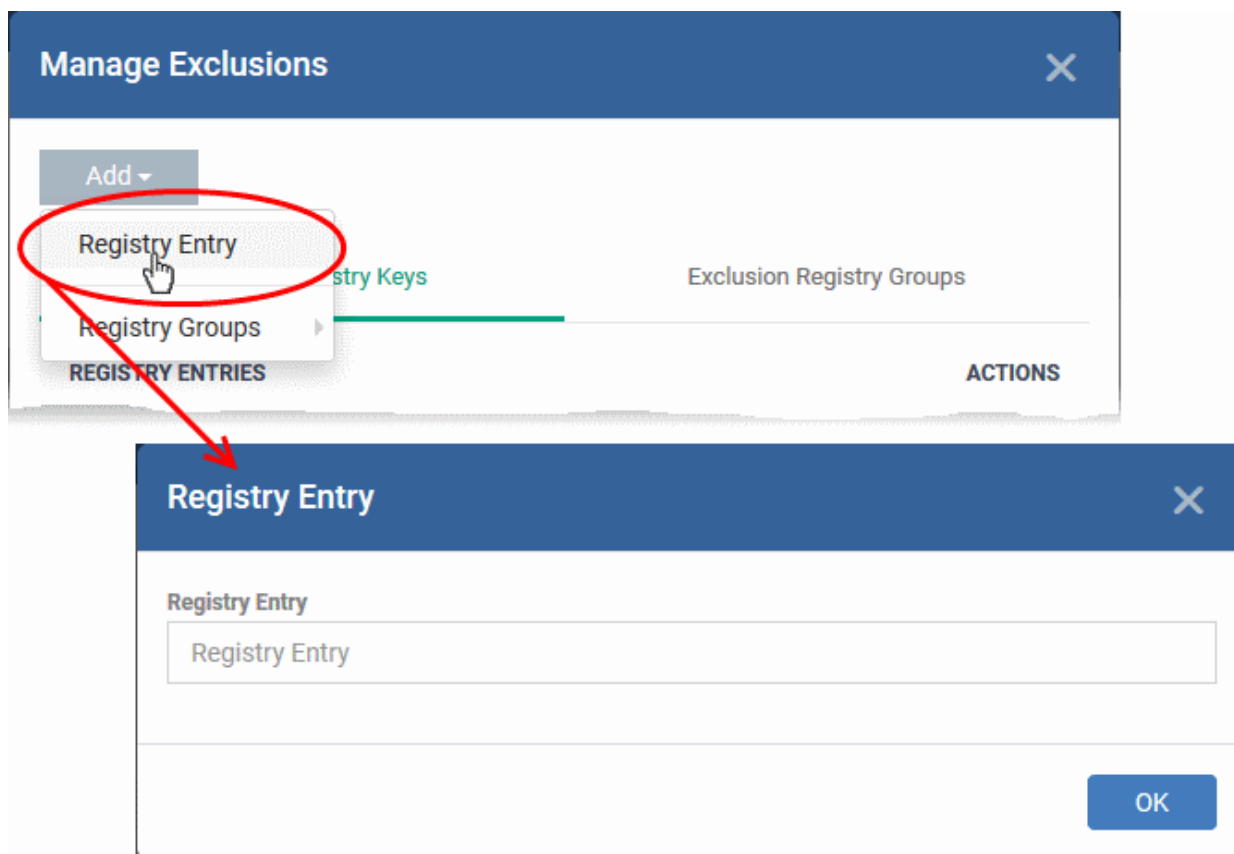 Manage Exclusions
Add
Registry Entry
Keys
Exclusion Registry Groups
Registry Groups
REGISTRY ENTRIES
ACTIONS
Registry Entry
Registry Entry
Registry Entry
OK